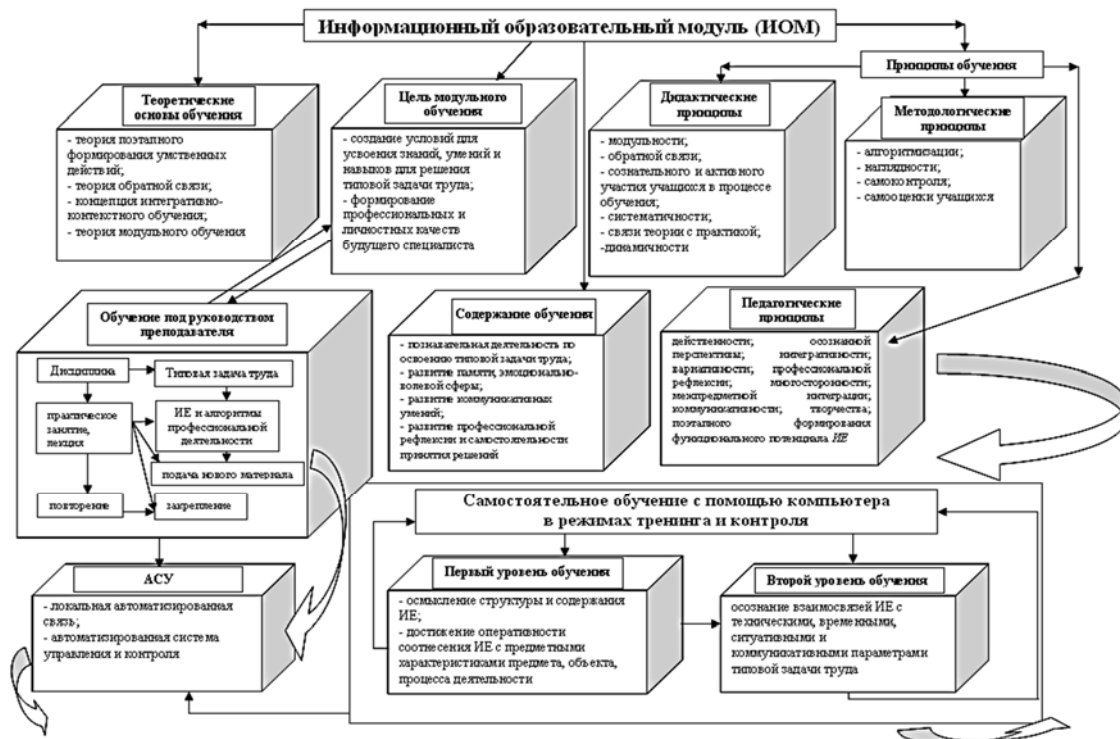 Информационный образовательный модуль (ИОМ)
Принципы обучения
Теоретические
основы обучения
- теория поэтапного
формирования умственных
действий;
- теория обратной связи;
- концепция интегративно-
контекстного обучения;
- теория модульного обучения
Цель модульного
обучения
- создание условий для
усвоения знаний, умений и
навыков для решения
типовой задачи труда;
- формирование
профессиональных и
личностных качеств
будущего специалиста
Дидактические
принципы
- модульности;
- обратной связи;
- сознательного и активного
участия учащихся в процессе
обучения;
- систематичности;
- связи теории с практикой;
-динамичности
Методологические
принципы
- алгоритмизации;
- наглядности;
- самоконтроля;
- самооценки учащихся
Обучение под руководством
преподавателя
Дисциплина
Типовая задача труда
практическое
занятие,
лекция
ИЕ и алгоритмы
профессиональной
деятельности
подача нового материала
повторение
закрепление
Содержание обучения
- познавательная деятельность по
освоению типовой задачи труда;
- развитие памяти, эмоционально-
волевой сферы;
- развитие коммуникативных
умений;
- развитие профессиональной
рефлексии и самостоятельности
принятия решений
Педагогические
принципы
действенности; осознанной
перспективы; интегративности;
вариативности; профессиональной
рефлексии; многосторонности;
межпредметной интеграции;
коммуникативности; творчества;
поэтапного формирования
функционального потенциала ИЕ
Самостоятельное обучение с помощью компьютера
в режимах тренинга и контроля
АСУ
- локальная автоматизированная
связь;
- автоматизированная система
управления и контроля
Первый уровень обучения
- осмысление структуры и содержания
ИЕ;
- достижение оперативности
соотнесения ИЕ с предметными
характеристиками предмета, объекта,
процесса деятельности
Второй уровень обучения
осознание взаимосвязей ИЕ с
техническими, временными,
ситуативными и
коммуникативными параметрами
типовой задачи труда